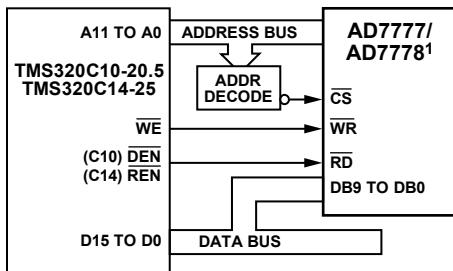 A11 TO A0
ADDRESS BUS
AD7777/
AD7778¹
TMS320C10-20.5
TMS320C14-25
ADDR
DECODE
CS
WE
WR
(C10) DEN
(C14) REN
RD
DB9 TO DB0
D15 TO D0
DATA BUS